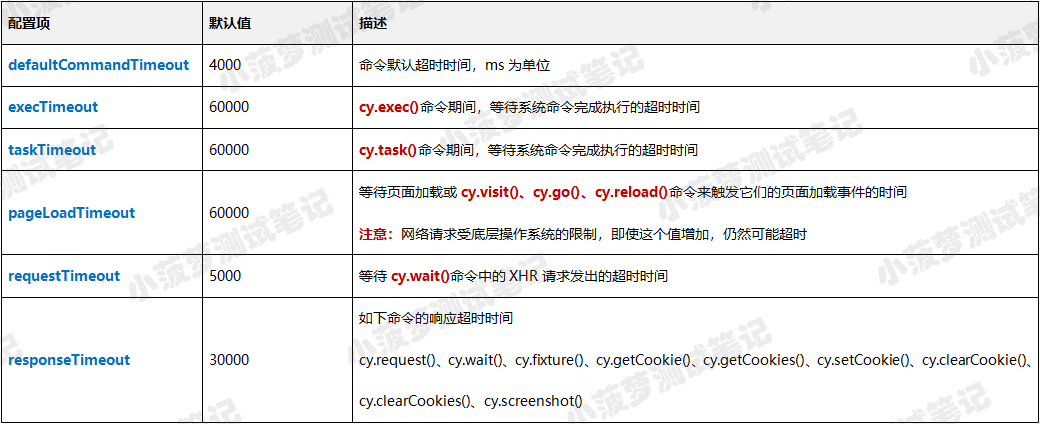 配置项 默认值 描述
defaultCommandTimeout 4000 命令默认超时时间，ms 为单位
execTimeout 60000 cy.exec()命令期间，等待系统命令完成执行的超时时间
taskTimeout 60000 cy.task()命令期间，等待系统命令完成执行的超时时间
pageLoadTimeout 60000 等待页面加载或 cy.visit()、cy.go()、cy.reload()命令来触发它们的页面加载事件的时间
注意：网络请求受底层操作系统的限制，即使这个值增加，仍然可能超时
requestTimeout 5000 等待 cy.wait()命令中的 XHR 请求发出的超时时间
responseTimeout 30000 如下命令的响应超时时间
cy.request()、cy.wait()、cy.fixture()、cy.getCookie()、cy.getCookies()、cy.setCookie()、cy.clearCookie()、
cy.clearCookies()、cy.screenshot()
小菠萝测试笔记